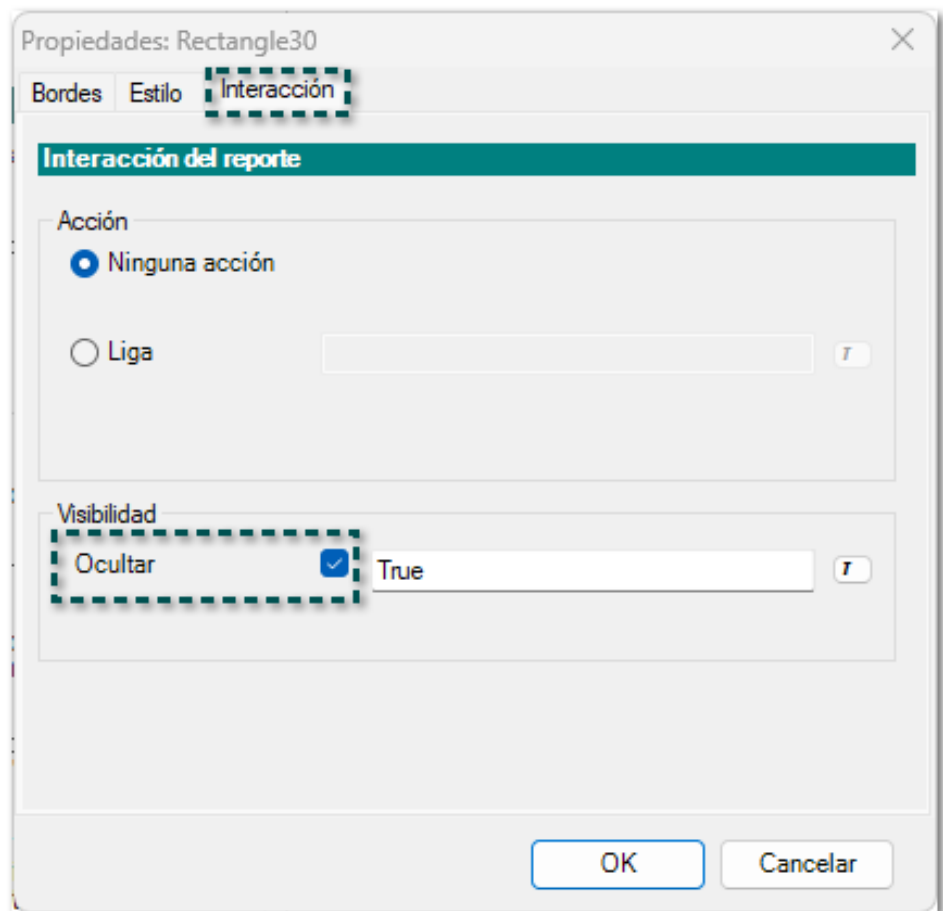 Propiedades: Rectangle30
Bordes Estilo Interacción
Interacción del reporte
Acción
Ninguna acción
Liga
T
Visibilidad
Ocultar True T
OK Cancelar